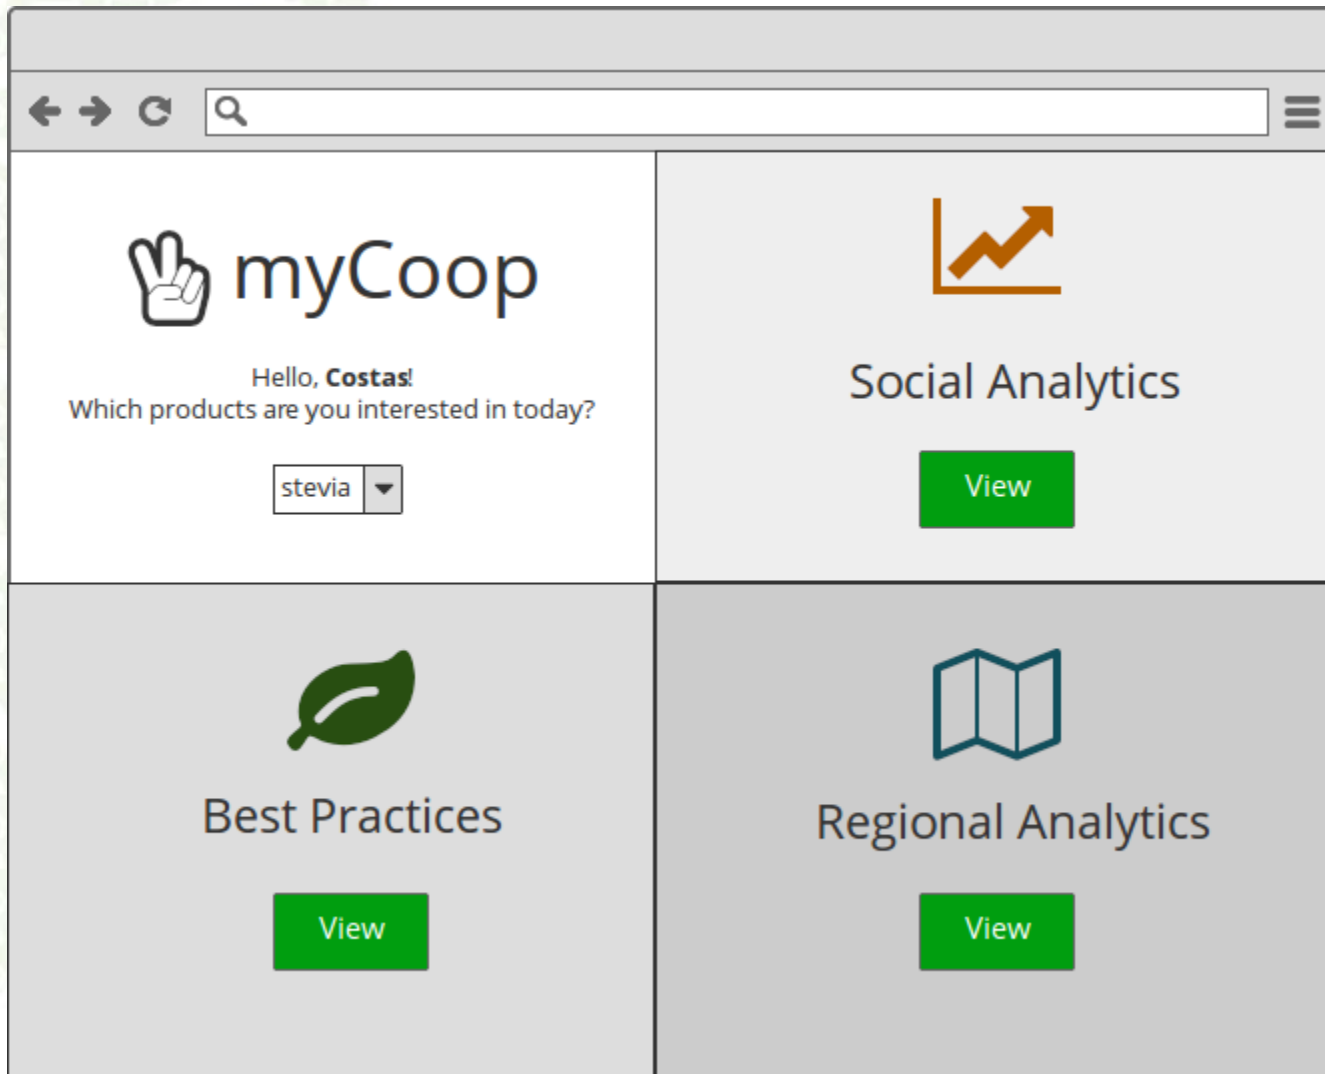 myCoop
Hello, Costas!
Which products are you interested in today?
stevia
Social Analytics
View
Best Practices
View
Regional Analytics
View